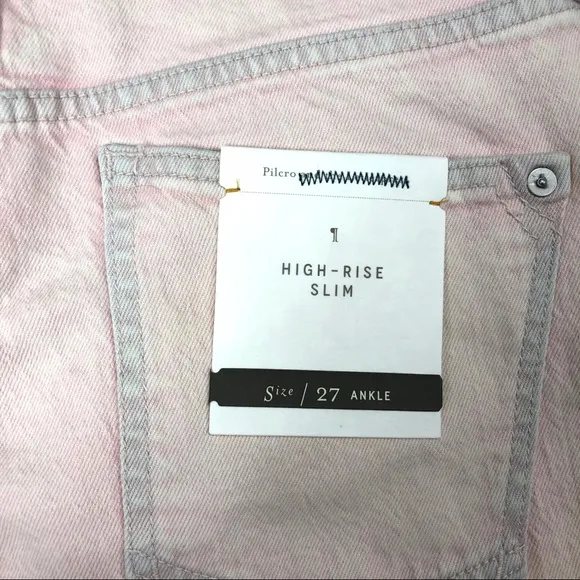 Pilcro
¶
HIGH-RISE
SLIM
Size / 27 ANKLE